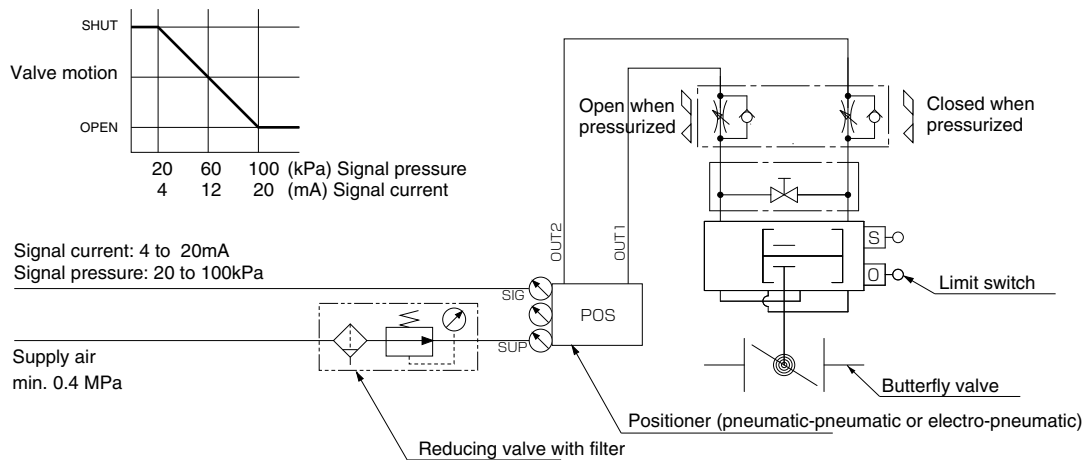 SHUT
Valve motion
OPEN
20 60 100 (kPa) Signal pressure
4 12 20 (mA) Signal current
Open when
pressurized
Closed when
pressurized
OUT2
OUT1
S
O
Limit switch
Signal current: 4 to 20mA
Signal pressure: 20 to 100kPa
SIG
POS
SUP
Supply air
min. 0.4 MPa
Butterfly valve
Positioner (pneumatic-pneumatic or electro-pneumatic)
Reducing valve with filter